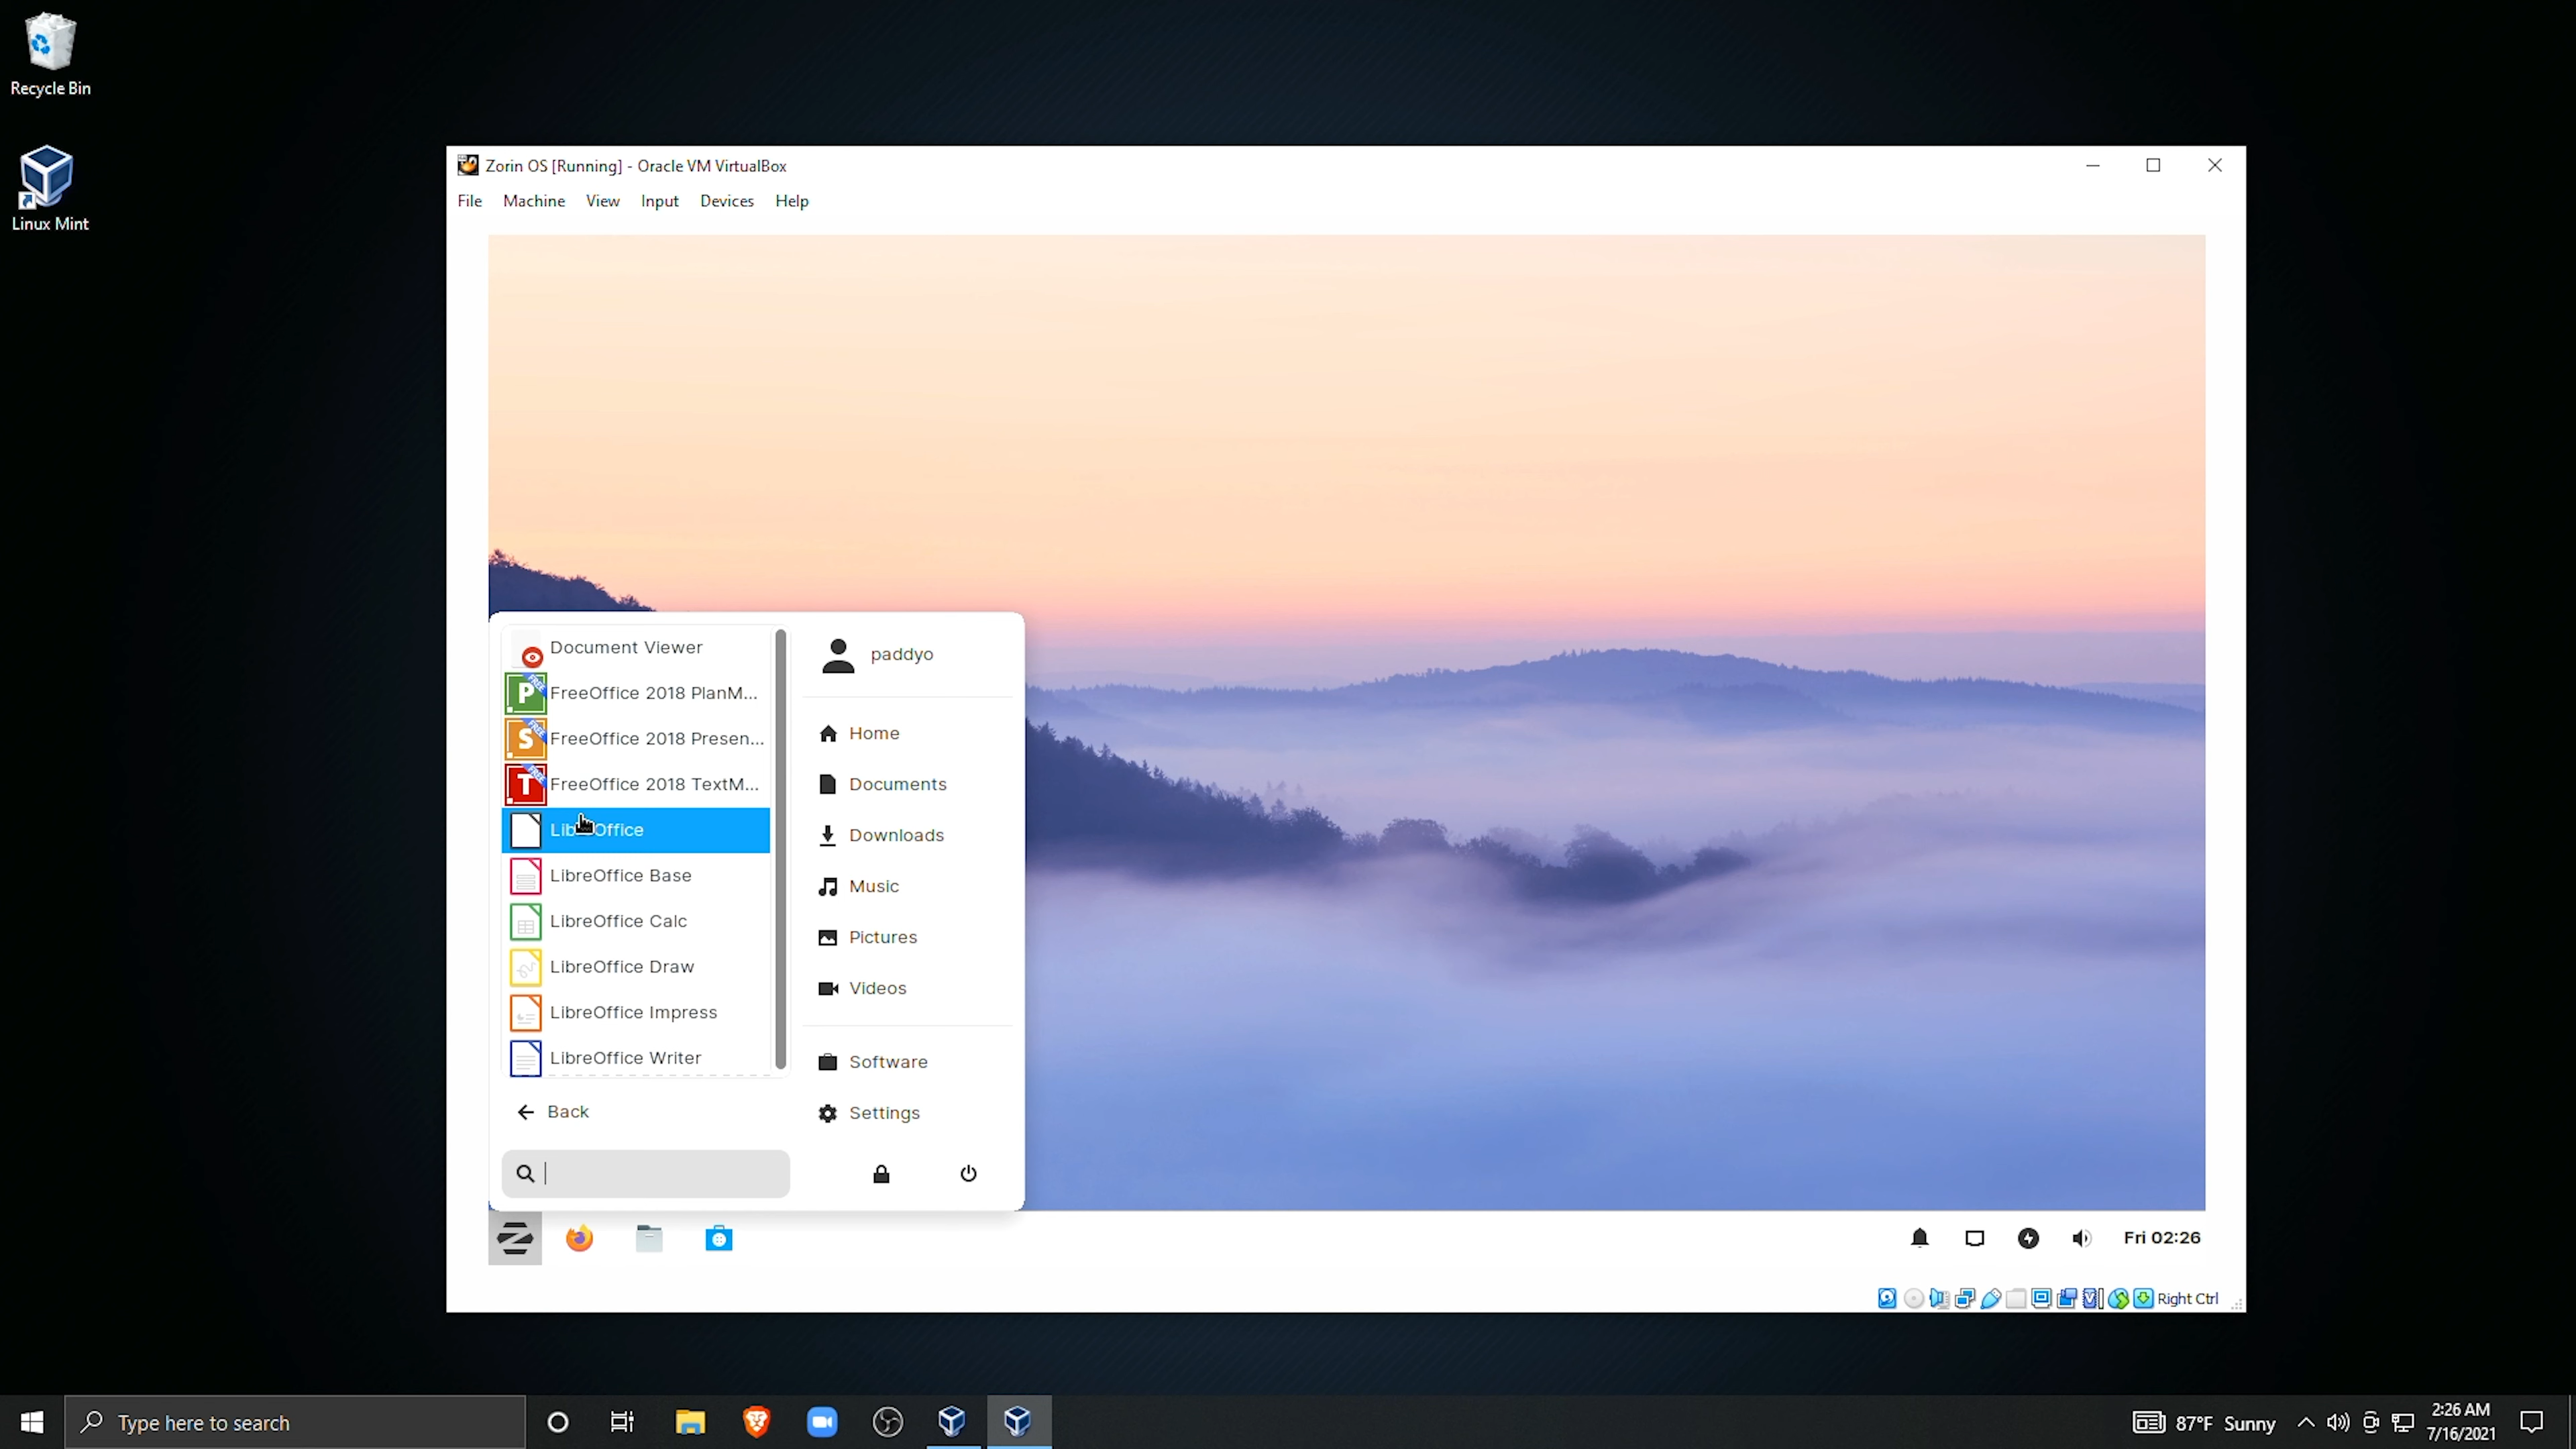 Recycle Bin
Linux Mint
Zorin OS [Running] - Oracle VM VirtualBox
File Machine View Input Devices Help
Document Viewer
P FREE FreeOffice 2018 PlanM...
S FREE FreeOffice 2018 Presen...
T FREE FreeOffice 2018 TextM...
LibreOffice
LibreOffice Base
LibreOffice Calc
LibreOffice Draw
LibreOffice Impress
LibreOffice Writer
Back
paddyo
Home
Documents
Downloads
Music
Pictures
Videos
Software
Settings
Fri 02:26
Right Ctrl
Type here to search
87°F Sunny
2:26 AM
7/16/2021